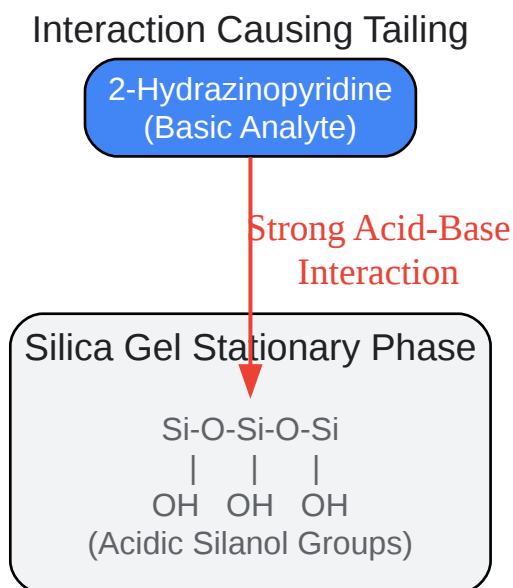 Interaction Causing Tailing
2-Hydrazinopyridine
(Basic Analyte)
Strong Acid-Base
Interaction
Silica Gel Stationary Phase
Si-O-Si-O-Si
| | |
OH OH OH
(Acidic Silanol Groups)